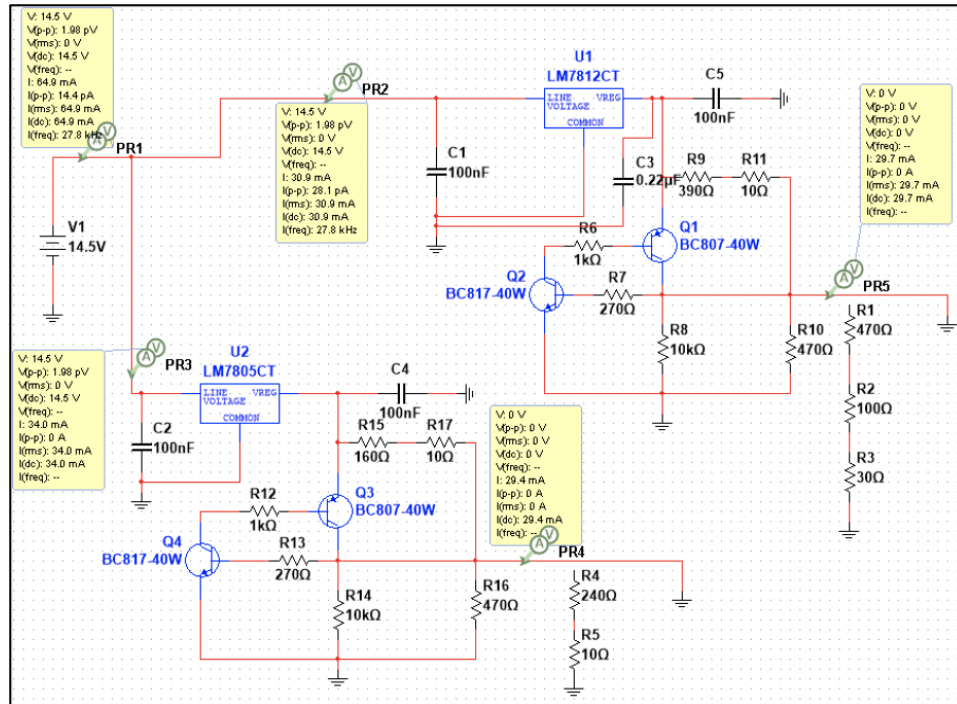 V: 14.5 V
V(p-p): 1.98 pV
V(rms): 0 V
V(dc): 14.5 V
V(freq): --
I: 64.9 mA
I(p-p): 14.4 pA
I(rms): 64.9 mA
I(dc): 64.9 mA
I(freq): 27.8 kHz
A V
PR1
V1
14.5V
A V
PR2
V: 14.5 V
V(p-p): 1.98 pV
V(rms): 0 V
V(dc): 14.5 V
V(freq): --
I: 30.9 mA
I(p-p): 28.1 pA
I(rms): 30.9 mA
I(dc): 30.9 mA
I(freq): 27.8 kHz
U1
LM7812CT
LINE VREG
VOLTAGE
COMMON
C5
100nF
C1
100nF
C3
0.22µF
R9
390Ω
R11
10Ω
V: 0 V
V(p-p): 0 V
V(rms): 0 V
V(dc): 0 V
V(freq): --
I: 29.7 mA
I(p-p): 0 A
I(rms): 29.7 mA
I(dc): 29.7 mA
I(freq): --
R6
1kΩ
Q1
BC807-40W
Q2
BC817-40W
R7
270Ω
A V
PR5
R8
10kΩ
R10
470Ω
R1
470Ω
R2
100Ω
R3
30Ω
V: 14.5 V
V(p-p): 1.98 pV
V(rms): 0 V
V(dc): 14.5 V
V(freq): --
I: 34.0 mA
I(p-p): 0 A
I(rms): 34.0 mA
I(dc): 34.0 mA
I(freq): --
A V
PR3
U2
LM7805CT
LINE VREG
VOLTAGE
COMMON
C4
100nF
C2
100nF
R15
160Ω
R17
10Ω
V: 0 V
V(p-p): 0 V
V(rms): 0 V
V(dc): 0 V
V(freq): --
I: 29.4 mA
I(p-p): 0 A
I(rms): 0 A
I(dc): 29.4 mA
I(freq): --
R12
1kΩ
Q3
BC807-40W
Q4
BC817-40W
R13
270Ω
A V
PR4
R14
10kΩ
R16
470Ω
R4
240Ω
R5
10Ω